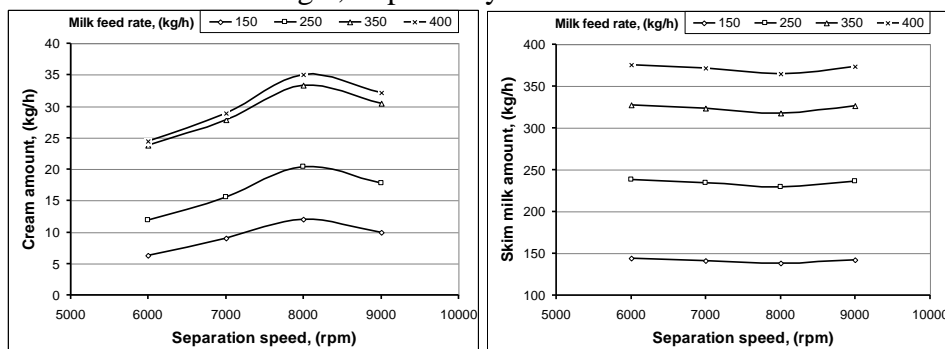 Milk feed rate, (kg/h) 150 250 350 400
Cream amount, (kg/h)
40
35
30
25
20
15
10
5
0
5000 6000 7000 8000 9000 10000
Separation speed, (rpm)
Milk feed rate, (kg/h) 150 250 350 400
Skim milk amount, (kg/h)
400
350
300
250
200
150
100
5000 6000 7000 8000 9000 10000
Separation speed, (rpm)